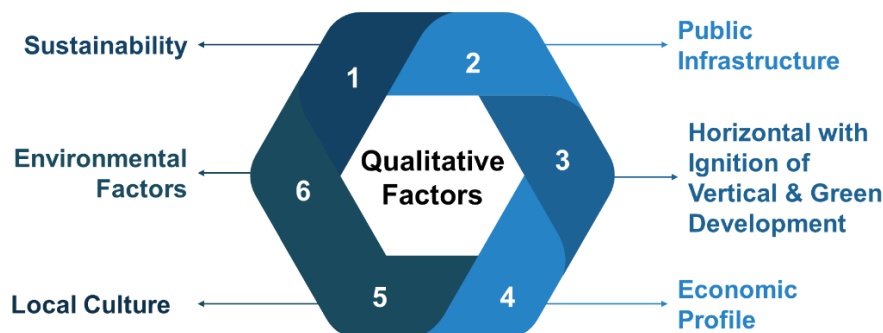 Sustainability
1
2
Public
Infrastructure
Environmental
Factors
6
Qualitative
Factors
3
Horizontal with
Ignition of
Vertical & Green
Development
Local Culture
5
4
Economic
Profile